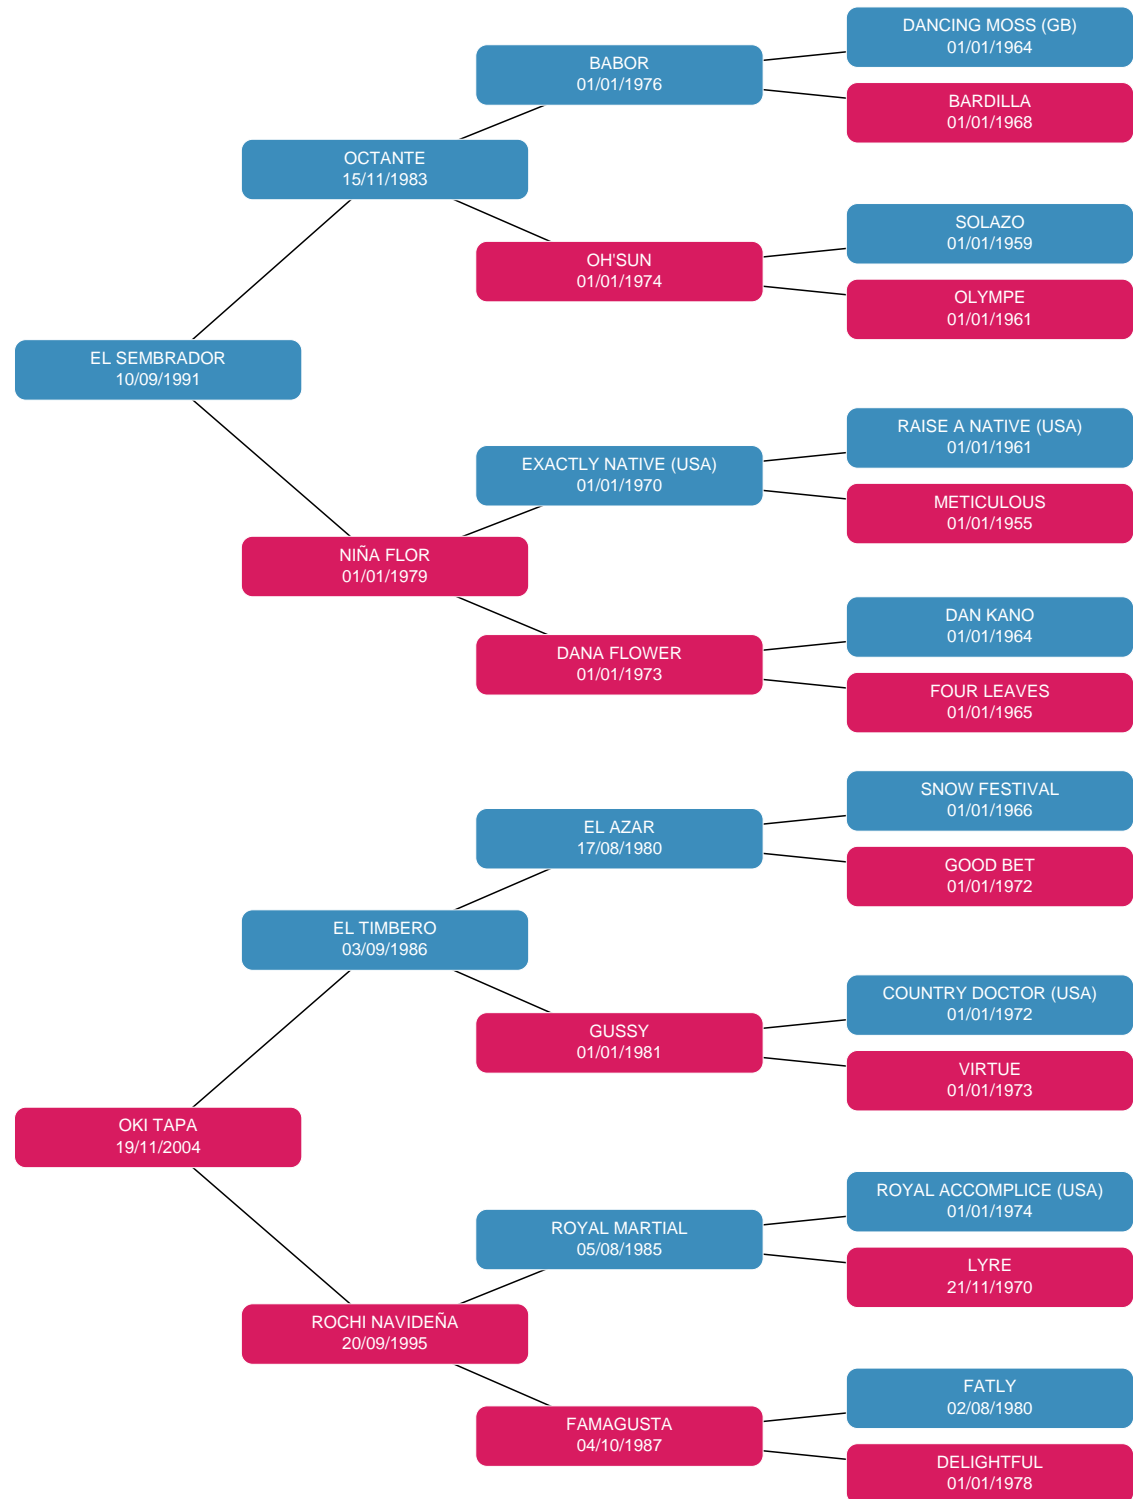 DANCING MOSS (GB)
01/01/1964
BABOR
01/01/1976
BARDILLA
01/01/1968
OCTANTE
15/11/1983
SOLAZO
01/01/1959
OH'SUN
01/01/1974
OLYMPE
01/01/1961
EL SEMBRADOR
10/09/1991
RAISE A NATIVE (USA)
01/01/1961
EXACTLY NATIVE (USA)
01/01/1970
METICULOUS
01/01/1955
NIÑA FLOR
01/01/1979
DAN KANO
01/01/1964
DANA FLOWER
01/01/1973
FOUR LEAVES
01/01/1965
SNOW FESTIVAL
01/01/1966
EL AZAR
17/08/1980
GOOD BET
01/01/1972
EL TIMBERO
03/09/1986
COUNTRY DOCTOR (USA)
01/01/1972
GUSSY
01/01/1981
VIRTUE
01/01/1973
OKI TAPA
19/11/2004
ROYAL ACCOMPLICE (USA)
01/01/1974
ROYAL MARTIAL
05/08/1985
LYRE
21/11/1970
ROCHI NAVIDEÑA
20/09/1995
FATLY
02/08/1980
FAMAGUSTA
04/10/1987
DELIGHTFUL
01/01/1978